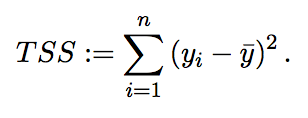 TSS := \sum_{i=1}^{n} (y_i - \bar{y})^2 .